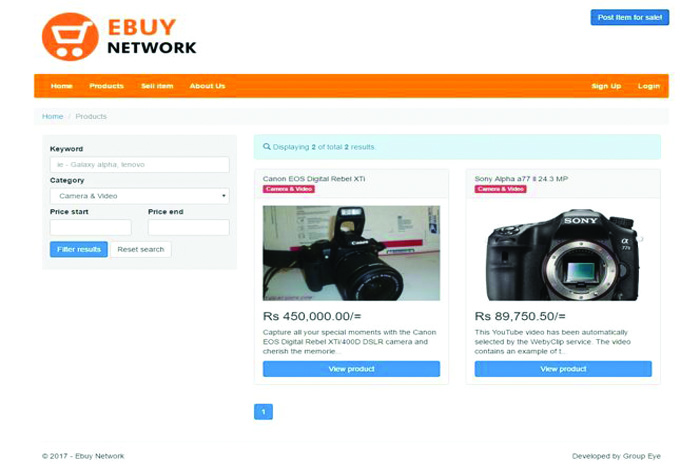 EBUY
NETWORK
Post item for sale!
Home Products Sell item About Us Sign Up Login
Home / Products
Keyword
ie - Galaxy alpha, lenovo
Category
Camera & Video
Price start Price end
Filter results Reset search
Displaying 2 of total 2 results
Canon EOS Digital Rebel XTi
Camera & Video
Canon
Rs 450,000.00/=
Capture all your special moments with the Canon
EOS Digital Rebel XTi/400D DSLR camera and
cherish the memorie...
View product
Sony Alpha a77 II 24.3 MP
Camera & Video
SONY
α
77II
Rs 89,750.50/=
This YouTube video has been automatically
selected by the WebyClip service. The video
contains an example of t...
View product
1
© 2017 - Ebuy Network
Developed by Group Eye